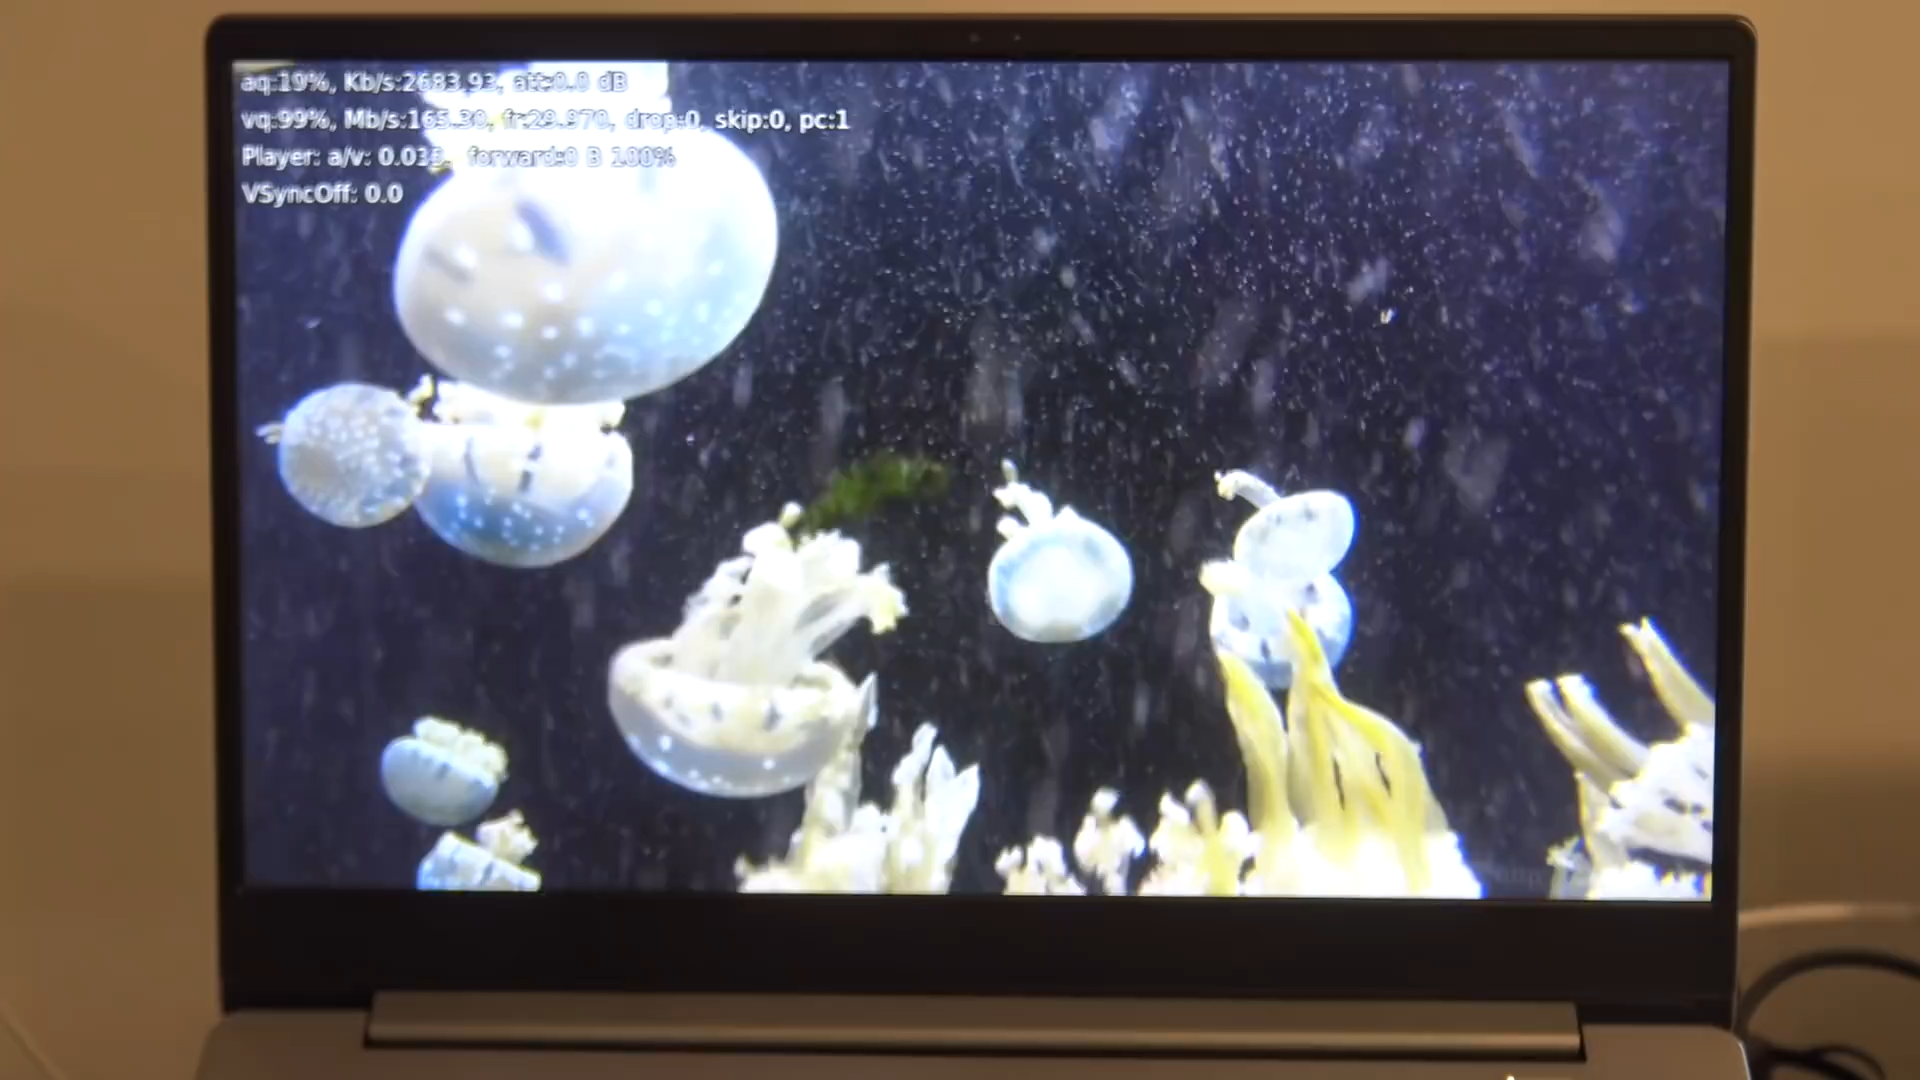 aq:19%, Kb/s:2683.93, att:0.0 dB
vq:99%, Mb/s:165.30, fr:29.970, drop:0, skip:0, pc:1
Player: a/v: 0.035, forward:0 B 100%
VSyncOff: 0.0